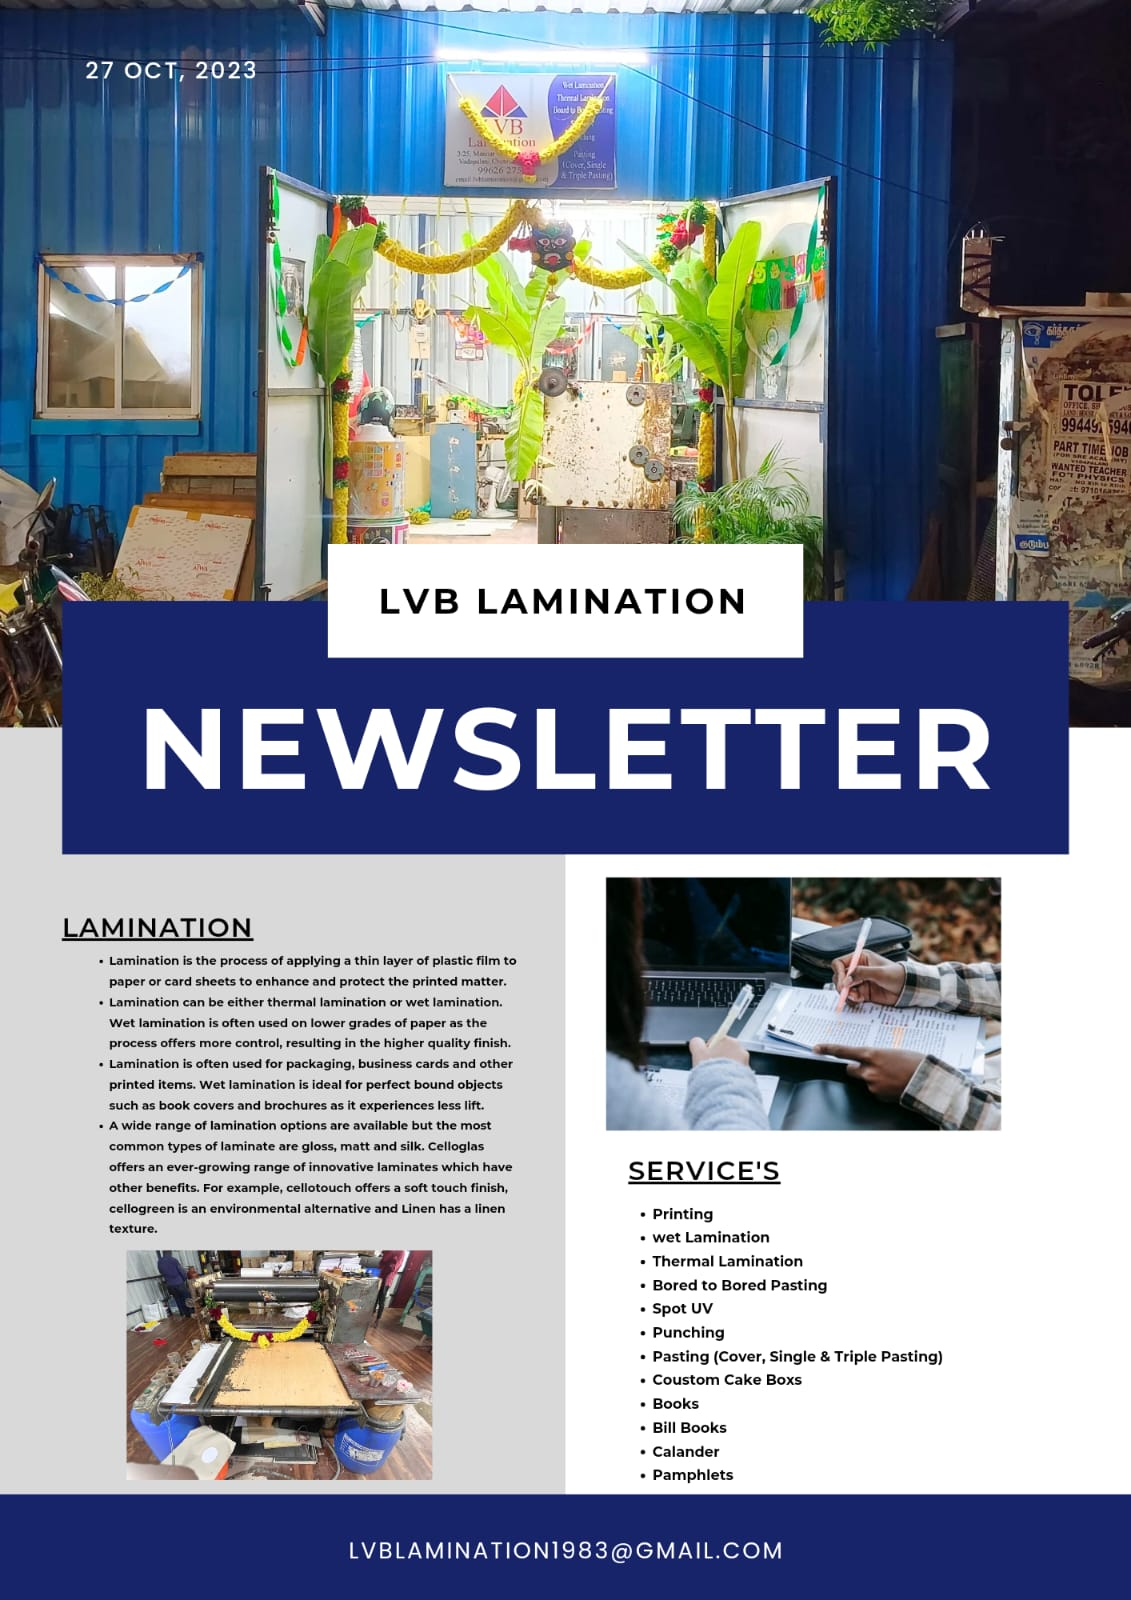 27 OCT, 2023
Wet Lamination
Thermal Lamination
VB
Lamination
Pasting
(Cover, Single
& Triple Pasting)
99626 275
TOLE
OFFICE, SH
99449 5940
PART TIME JOB
WANTED TEACHER
FOR PHYSICS
LVB LAMINATION
NEWSLETTER
LAMINATION
• Lamination is the process of applying a thin layer of plastic film to
paper or card sheets to enhance and protect the printed matter.
• Lamination can be either thermal lamination or wet lamination.
Wet lamination is often used on lower grades of paper as the
process offers more control, resulting in the higher quality finish.
• Lamination is often used for packaging, business cards and other
printed items. Wet lamination is ideal for perfect bound objects
such as book covers and brochures as it experiences less lift.
• A wide range of lamination options are available but the most
common types of laminate are gloss, matt and silk. Celloglas
offers an ever-growing range of innovative laminates which have
other benefits. For example, cellotouch offers a soft touch finish,
cellogreen is an environmental alternative and Linen has a linen
texture.
SERVICE'S
• Printing
• wet Lamination
• Thermal Lamination
• Bored to Bored Pasting
• Spot UV
• Punching
• Pasting (Cover, Single & Triple Pasting)
• Coustom Cake Boxs
• Books
• Bill Books
• Calander
• Pamphlets
LVBLAMINATION1983@GMAIL.COM